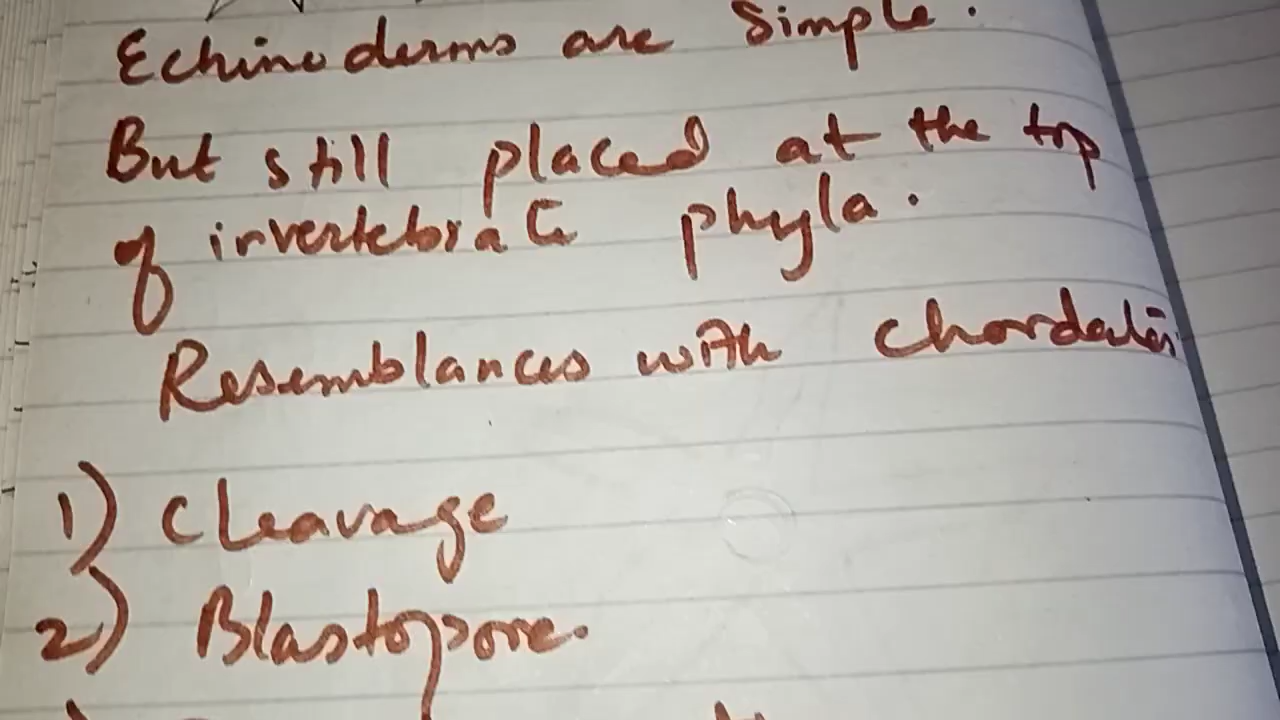 Echinoderms are Simple.
But still placed at the top
of invertebrate phyla.
Resemblances with chordates
1) Cleavage
2) Blastopore.